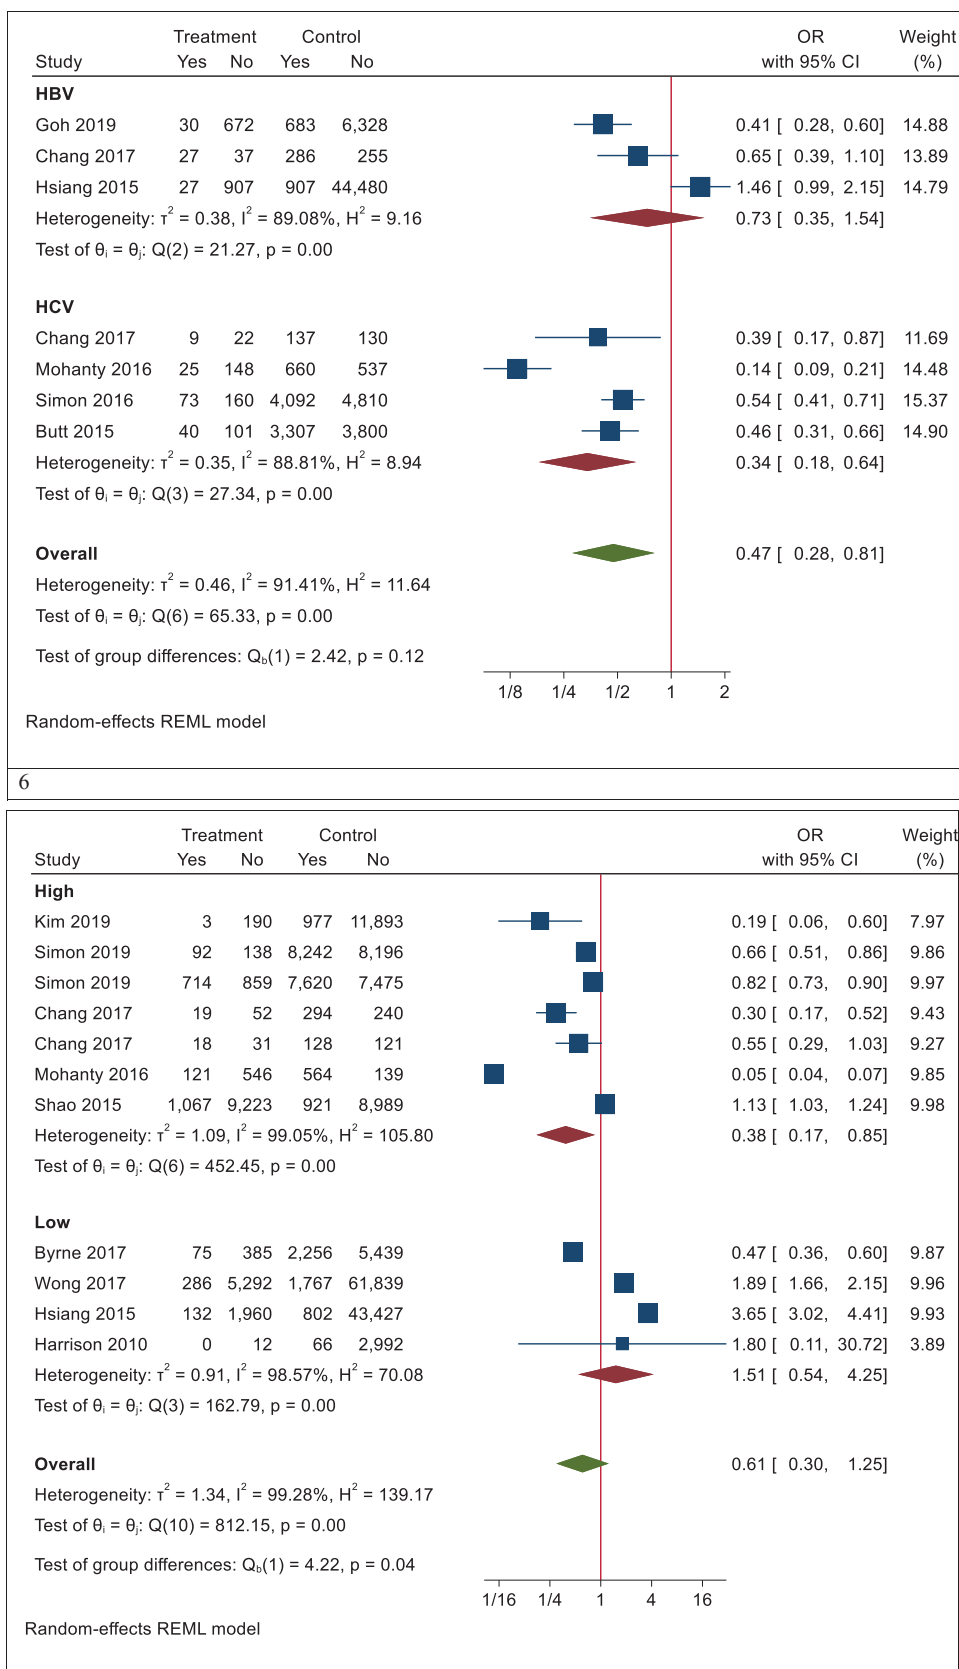 Treatment Control OR Weight
Study Yes No Yes No with 95% CI (%)
HBV
Goh 2019 30 672 683 6,328 0.41 [ 0.28, 0.60] 14.88
Chang 2017 27 37 286 255 0.65 [ 0.39, 1.10] 13.89
Hsiang 2015 27 907 907 44,480 1.46 [ 0.99, 2.15] 14.79
Heterogeneity: τ² = 0.38, I² = 89.08%, H² = 9.16 0.73 [ 0.35, 1.54]
Test of θᵢ = θⱼ: Q(2) = 21.27, p = 0.00
HCV
Chang 2017 9 22 137 130 0.39 [ 0.17, 0.87] 11.69
Mohanty 2016 25 148 660 537 0.14 [ 0.09, 0.21] 14.48
Simon 2016 73 160 4,092 4,810 0.54 [ 0.41, 0.71] 15.37
Butt 2015 40 101 3,307 3,800 0.46 [ 0.31, 0.66] 14.90
Heterogeneity: τ² = 0.35, I² = 88.81%, H² = 8.94 0.34 [ 0.18, 0.64]
Test of θᵢ = θⱼ: Q(3) = 27.34, p = 0.00
Overall 0.47 [ 0.28, 0.81]
Heterogeneity: τ² = 0.46, I² = 91.41%, H² = 11.64
Test of θᵢ = θⱼ: Q(6) = 65.33, p = 0.00
Test of group differences: Q_b(1) = 2.42, p = 0.12
1/8 1/4 1/2 1 2
Random-effects REML model
6
Treatment Control OR Weight
Study Yes No Yes No with 95% CI (%)
High
Kim 2019 3 190 977 11,893 0.19 [ 0.06, 0.60] 7.97
Simon 2019 92 138 8,242 8,196 0.66 [ 0.51, 0.86] 9.86
Simon 2019 714 859 7,620 7,475 0.82 [ 0.73, 0.90] 9.97
Chang 2017 19 52 294 240 0.30 [ 0.17, 0.52] 9.43
Chang 2017 18 31 128 121 0.55 [ 0.29, 1.03] 9.27
Mohanty 2016 121 546 564 139 0.05 [ 0.04, 0.07] 9.85
Shao 2015 1,067 9,223 921 8,989 1.13 [ 1.03, 1.24] 9.98
Heterogeneity: τ² = 1.09, I² = 99.05%, H² = 105.80 0.38 [ 0.17, 0.85]
Test of θᵢ = θⱼ: Q(6) = 452.45, p = 0.00
Low
Byrne 2017 75 385 2,256 5,439 0.47 [ 0.36, 0.60] 9.87
Wong 2017 286 5,292 1,767 61,839 1.89 [ 1.66, 2.15] 9.96
Hsiang 2015 132 1,960 802 43,427 3.65 [ 3.02, 4.41] 9.93
Harrison 2010 0 12 66 2,992 1.80 [ 0.11, 30.72] 3.89
Heterogeneity: τ² = 0.91, I² = 98.57%, H² = 70.08 1.51 [ 0.54, 4.25]
Test of θᵢ = θⱼ: Q(3) = 162.79, p = 0.00
Overall 0.61 [ 0.30, 1.25]
Heterogeneity: τ² = 1.34, I² = 99.28%, H² = 139.17
Test of θᵢ = θⱼ: Q(10) = 812.15, p = 0.00
Test of group differences: Q_b(1) = 4.22, p = 0.04
1/16 1/4 1 4 16
Random-effects REML model